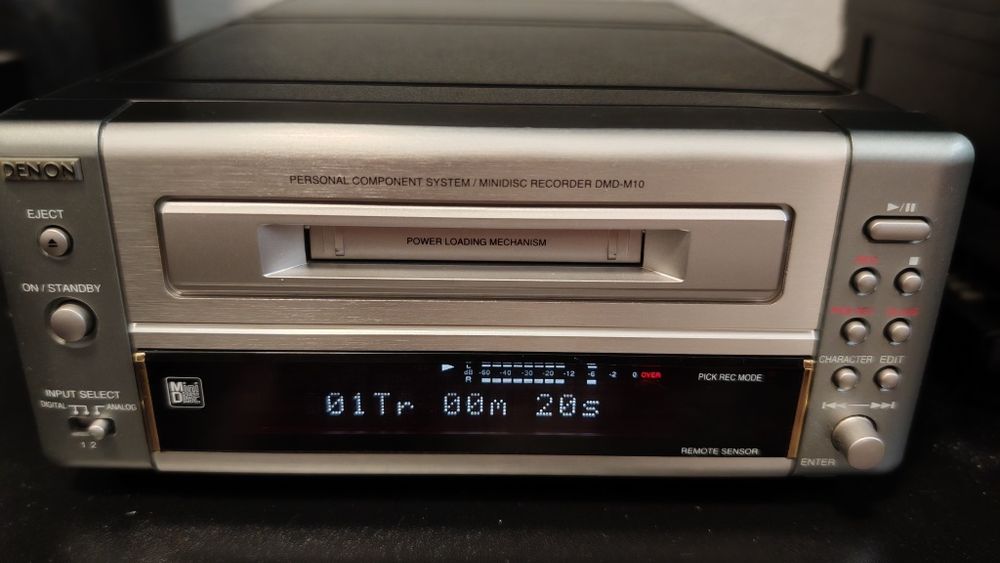 DENON
PERSONAL COMPONENT SYSTEM / MINIDISC RECORDER DMD-M10
EJECT
POWER LOADING MECHANISM
ON / STANDBY
INPUT SELECT
DIGITAL ANALOG
1 2
Mini
Disc
L
dB -60 -40 -30 -20 -12 -6 -2 0 OVER
R
PICK REC MODE
01Tr 00m 20s
REMOTE SENSOR
CHARACTER EDIT
ENTER